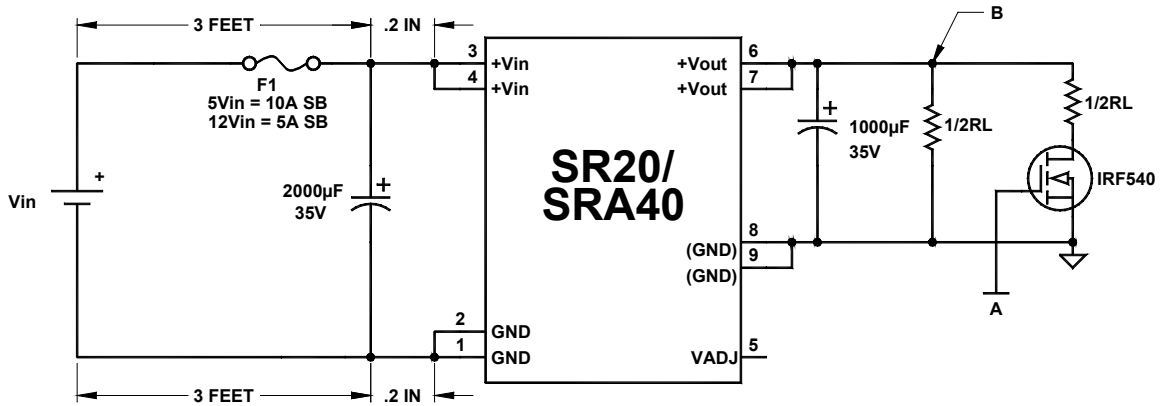 3 FEET
.2 IN
B
F1
5Vin = 10A SB
12Vin = 5A SB
3
4
+Vin
+Vin
6
7
+Vout
+Vout
1/2RL
1/2RL
1000µF
35V
+
SR20/
SRA40
IRF540
+
Vin
2000µF
35V
+
8
9
(GND)
(GND)
A
2
1
GND
GND
5
VADJ
3 FEET
.2 IN